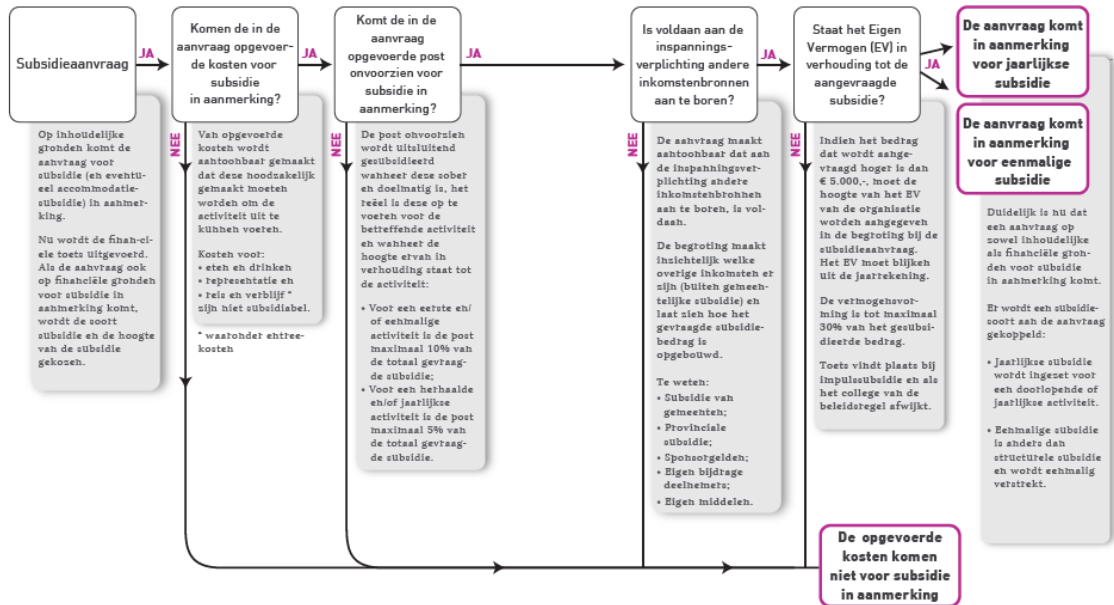 Subsidieaanvraag
JA
Op inhoudelijke
gronden komt de
aanvraag voor
subsidie (en eventu-
eel accommodatie-
subsidie) in aanmer-
king.
Nu wordt de financi-
ele toets uitgevoerd.
Als de aanvraag ook
op financiële gronden
voor subsidie in
aanmerking komt,
wordt de soort
subsidie en de hoogte
van de subsidie
gekozen.
Komen de in de
aanvraag opgevoer-
de kosten voor
subsidie
in aanmerking?
JA
NEE
Van opgevoerde
kosten wordt
aantoonbaar gemaakt
dat deze noodzakelijk
gemaakt moeten
worden om de
activiteit uit te
kunnen voeren.
Kosten voor:
• eten en drinken
• representatie en
• reis en verblijf *
zijn niet subsidiabel.
* waaronder entree-
kosten
Komt de in de
aanvraag
opgevoerde post
onvoorzien voor
subsidie in
aanmerking?
JA
NEE
De post onvoorzien
wordt uitsluitend
gesubsidieerd
wanneer deze sober
en doelmatig is, het
reëel is deze op te
voeren voor de
betreffende activiteit
en wanneer de
hoogte ervan in
verhouding staat tot
de activiteit:
• Voor een eerste en/
of eenmalige
activiteit is de post
maximaal 10% van
de totaal gevraag-
de subsidie;
• Voor een herhaalde
en/of jaarlijkse
activiteit is de post
maximaal 5% van
de totaal gevraag-
de subsidie.
Is voldaan aan de
inspannings-
verplichting andere
inkomstenbronnen
aan te boren?
JA
NEE
De aanvraag maakt
aantoonbaar dat aan
de inspanningsver-
plichting andere
inkomstenbronnen
aan te boren, is vol-
daan.
De begroting maakt
inzichtelijk welke
overige inkomsten er
zijn (buiten gemeen-
telijke subsidie) en
laat zien hoe het
gevraagde subsidie-
bedrag is
opgebouwd.
Te weten:
• Subsidie van
gemeenten;
• Provinciale
subsidie;
• Sponsorgelden;
• Eigen bijdrage
deelnemers;
• Eigen middelen.
Staat het Eigen
Vermogen (EV) in
verhouding tot de
aangevraagde
subsidie?
JA
NEE
Indien het bedrag
dat wordt aange-
vraagd hoger is dan
€ 5.000,-, moet de
hoogte van het EV
van de organisatie
worden aangegeven
in de begroting bij de
subsidieaanvraag.
Het EV moet blijken
uit de jaarrekening.
De vermogensvor-
ming is tot maximaal
30% van het gesubsi-
dieerde bedrag.
Toets vindt plaats bij
impulssubsidie en als
het college van de
beleidsregel afwijkt.
De aanvraag komt
in aanmerking
voor jaarlijkse
subsidie
De aanvraag komt
in aanmerking
voor eenmalige
subsidie
Duidelijk is nu dat
een aanvraag op
zowel inhoudelijke
als financiële gron-
den voor subsidie
in aanmerking komt.
Er wordt een subsidie-
soort aan de aanvraag
gekoppeld:
• Jaarlijkse subsidie
wordt ingezet voor
een doorlopende of
jaarlijkse activiteit.
• Eenmalige subsidie
is anders dan
structurele subsidie
en wordt eenmalig
verstrekt.
De opgevoerde
kosten komen
niet voor subsidie
in aanmerking